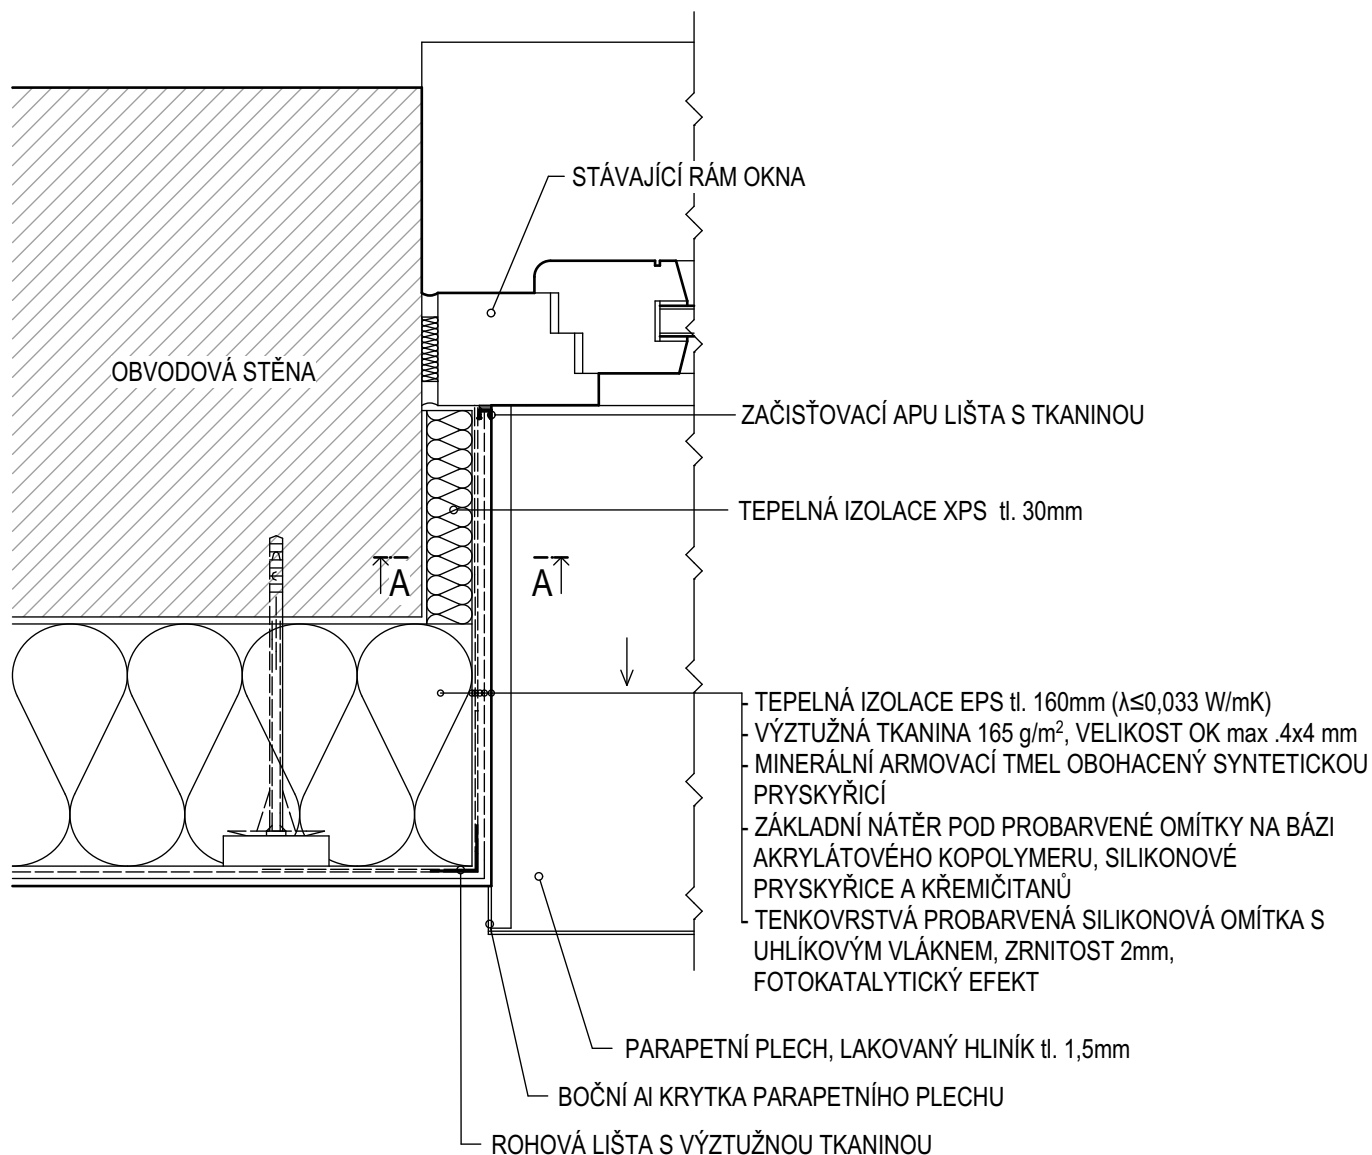 STÁVAJÍCÍ RÁM OKNA
OBVODOVÁ STĚNA
ZAČISŤOVACÍ APU LIŠTA S TKANINOU
TEPELNÁ IZOLACE XPS tl. 30mm
A A
- TEPELNÁ IZOLACE EPS tl. 160mm (λ≤0,033 W/mK)
- VÝZTUŽNÁ TKANINA 165 g/m², VELIKOST OK max .4x4 mm
- MINERÁLNÍ ARMOVACÍ TMEL OBOHACENÝ SYNTETICKOU
PRYSKYŘICÍ
- ZÁKLADNÍ NÁTĚR POD PROBARVENÉ OMÍTKY NA BÁZI
AKRYLÁTOVÉHO KOPOLYMERU, SILIKONOVÉ
PRYSKYŘICE A KŘEMIČITANŮ
- TENKOVRSTVÁ PROBARVENÁ SILIKONOVÁ OMÍTKA S
UHLÍKOVÝM VLÁKNEM, ZRNITOST 2mm,
FOTOKATALYTICKÝ EFEKT
PARAPETNÍ PLECH, LAKOVANÝ HLINÍK tl. 1,5mm
BOČNÍ Al KRYTKA PARAPETNÍHO PLECHU
ROHOVÁ LIŠTA S VÝZTUŽNOU TKANINOU